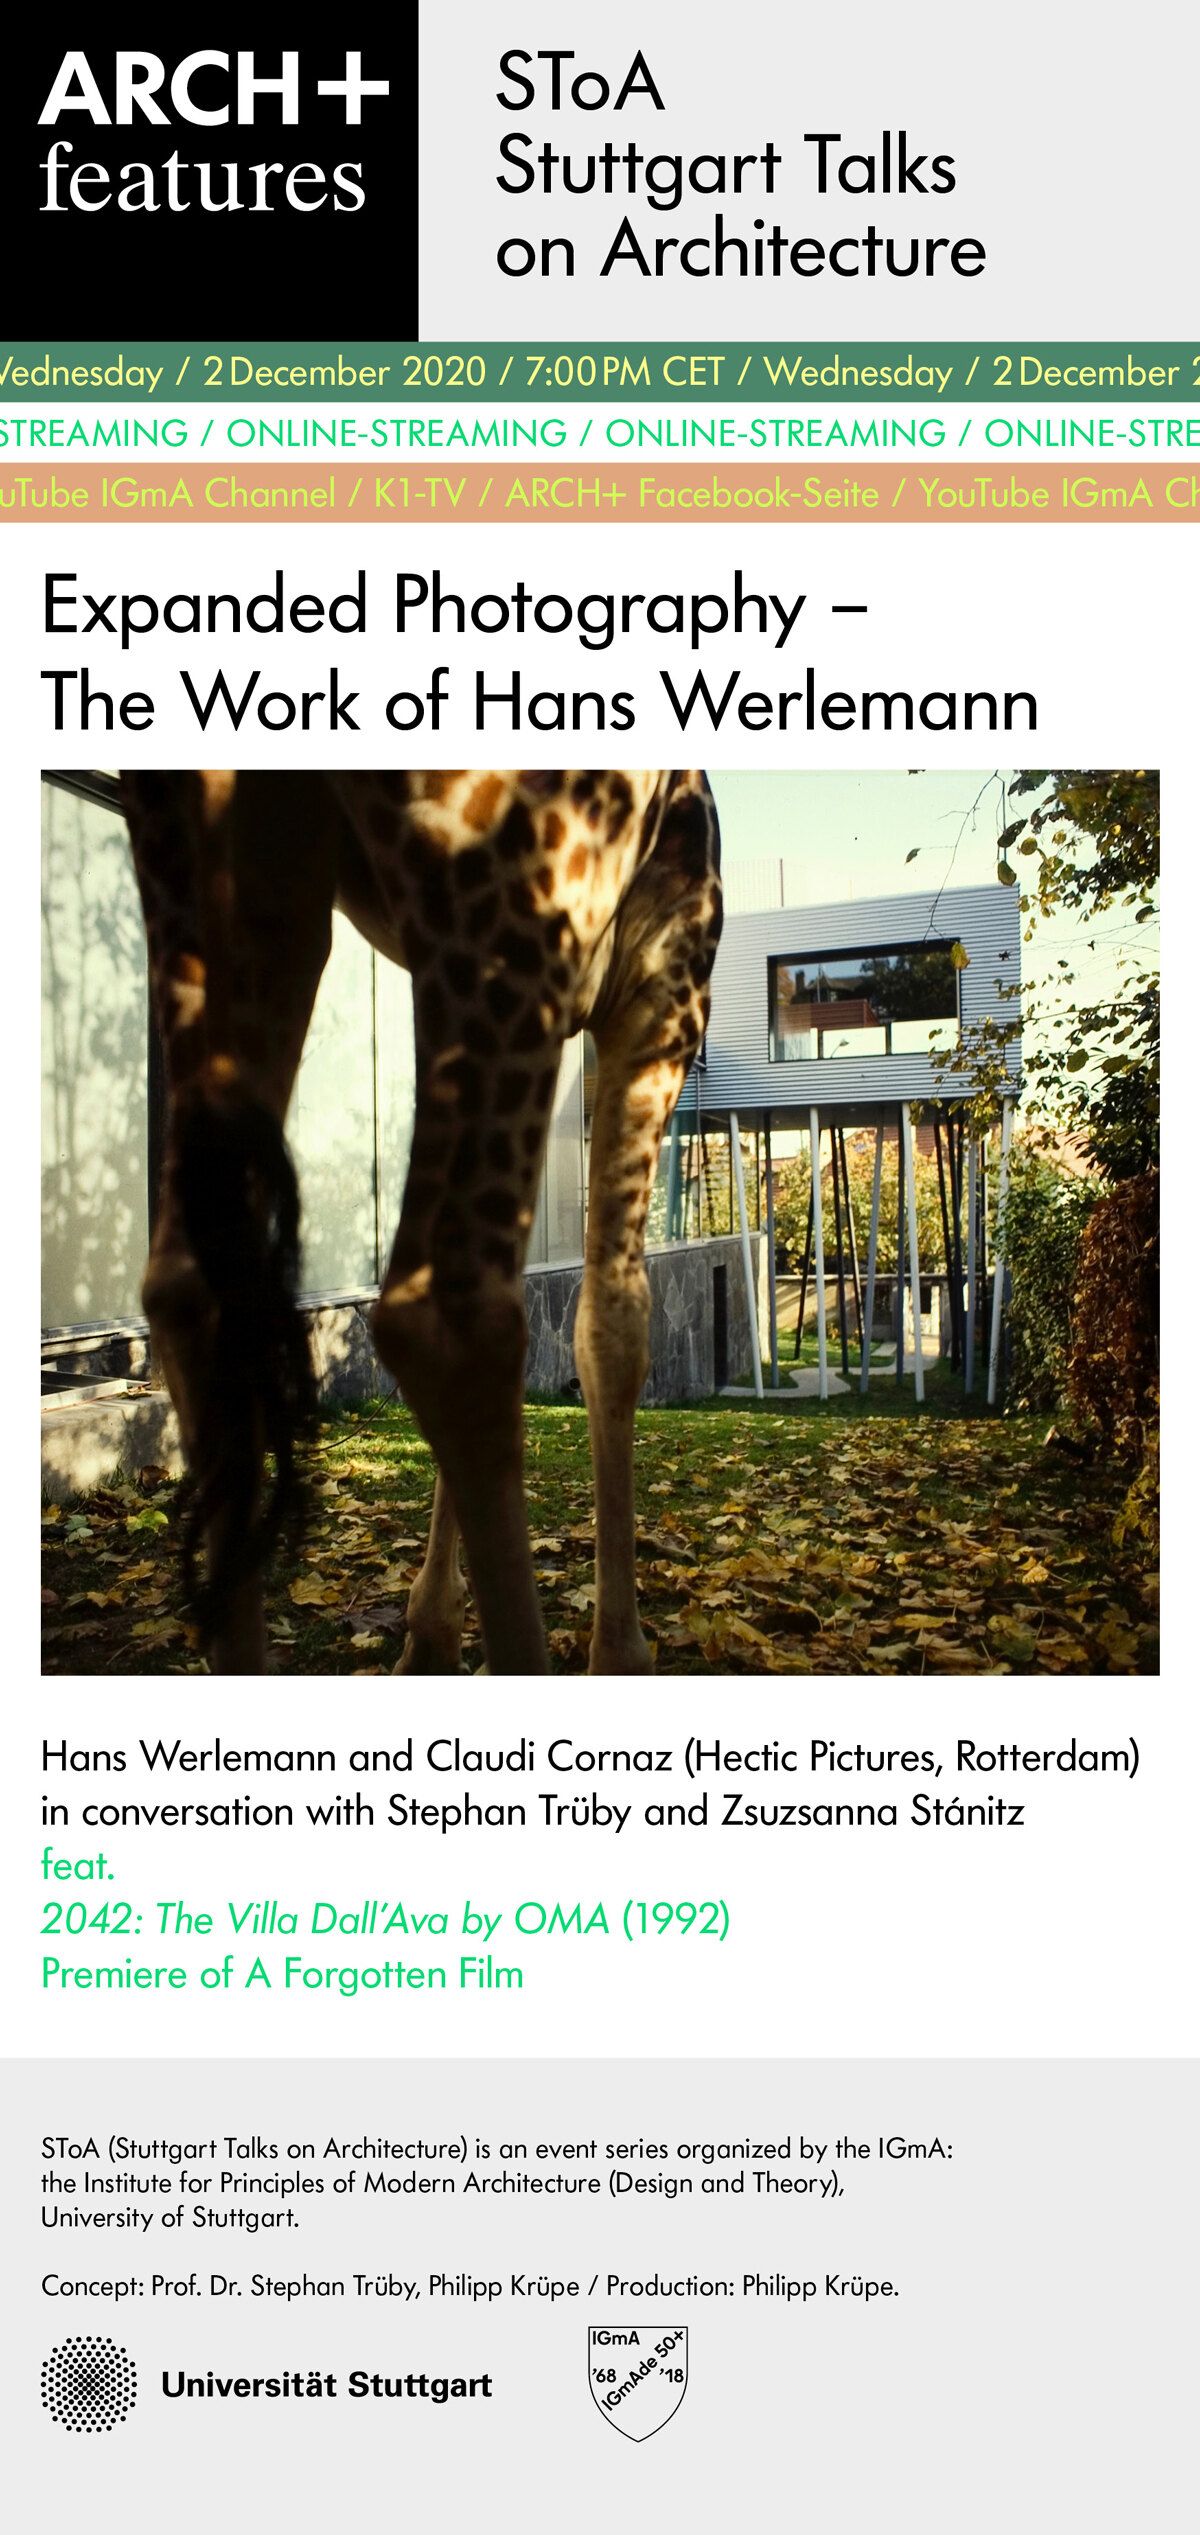 ARCH+
features
SToA
Stuttgart Talks
on Architecture
Wednesday / 2 December 2020 / 7:00 PM CET / Wednesday / 2 December 2
STREAMING / ONLINE-STREAMING / ONLINE-STREAMING / ONLINE-STRE
uTube IGmA Channel / K1-TV / ARCH+ Facebook-Seite / YouTube IGmA Ch
Expanded Photography –
The Work of Hans Werlemann
Hans Werlemann and Claudi Cornaz (Hectic Pictures, Rotterdam)
in conversation with Stephan Trüby and Zsuzsanna Stánitz
feat.
2042: The Villa Dall’Ava by OMA (1992)
Premiere of A Forgotten Film
SToA (Stuttgart Talks on Architecture) is an event series organized by the IGmA:
the Institute for Principles of Modern Architecture (Design and Theory),
University of Stuttgart.
Concept: Prof. Dr. Stephan Trüby, Philipp Krüpe / Production: Philipp Krüpe.
Universität Stuttgart
IGmA
’68
IGmAde 50+
’18